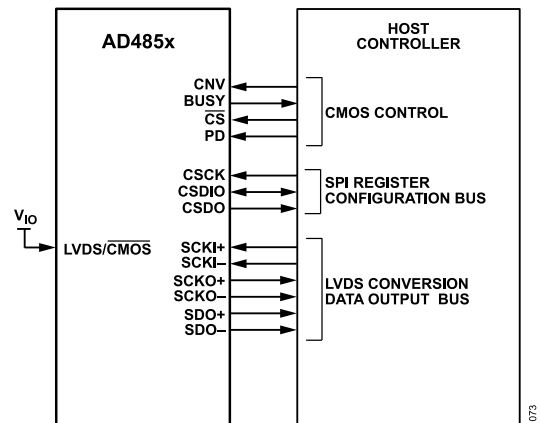 AD485x
HOST
CONTROLLER
CNV
BUSY
CS
PD
CMOS CONTROL
CSCK
CSDIO
CSDO
SPI REGISTER
CONFIGURATION BUS
VIO
LVDS/CMOS
SCKI+
SCKI–
SCKO+
SCKO–
SDO+
SDO–
LVDS CONVERSION
DATA OUTPUT BUS
073